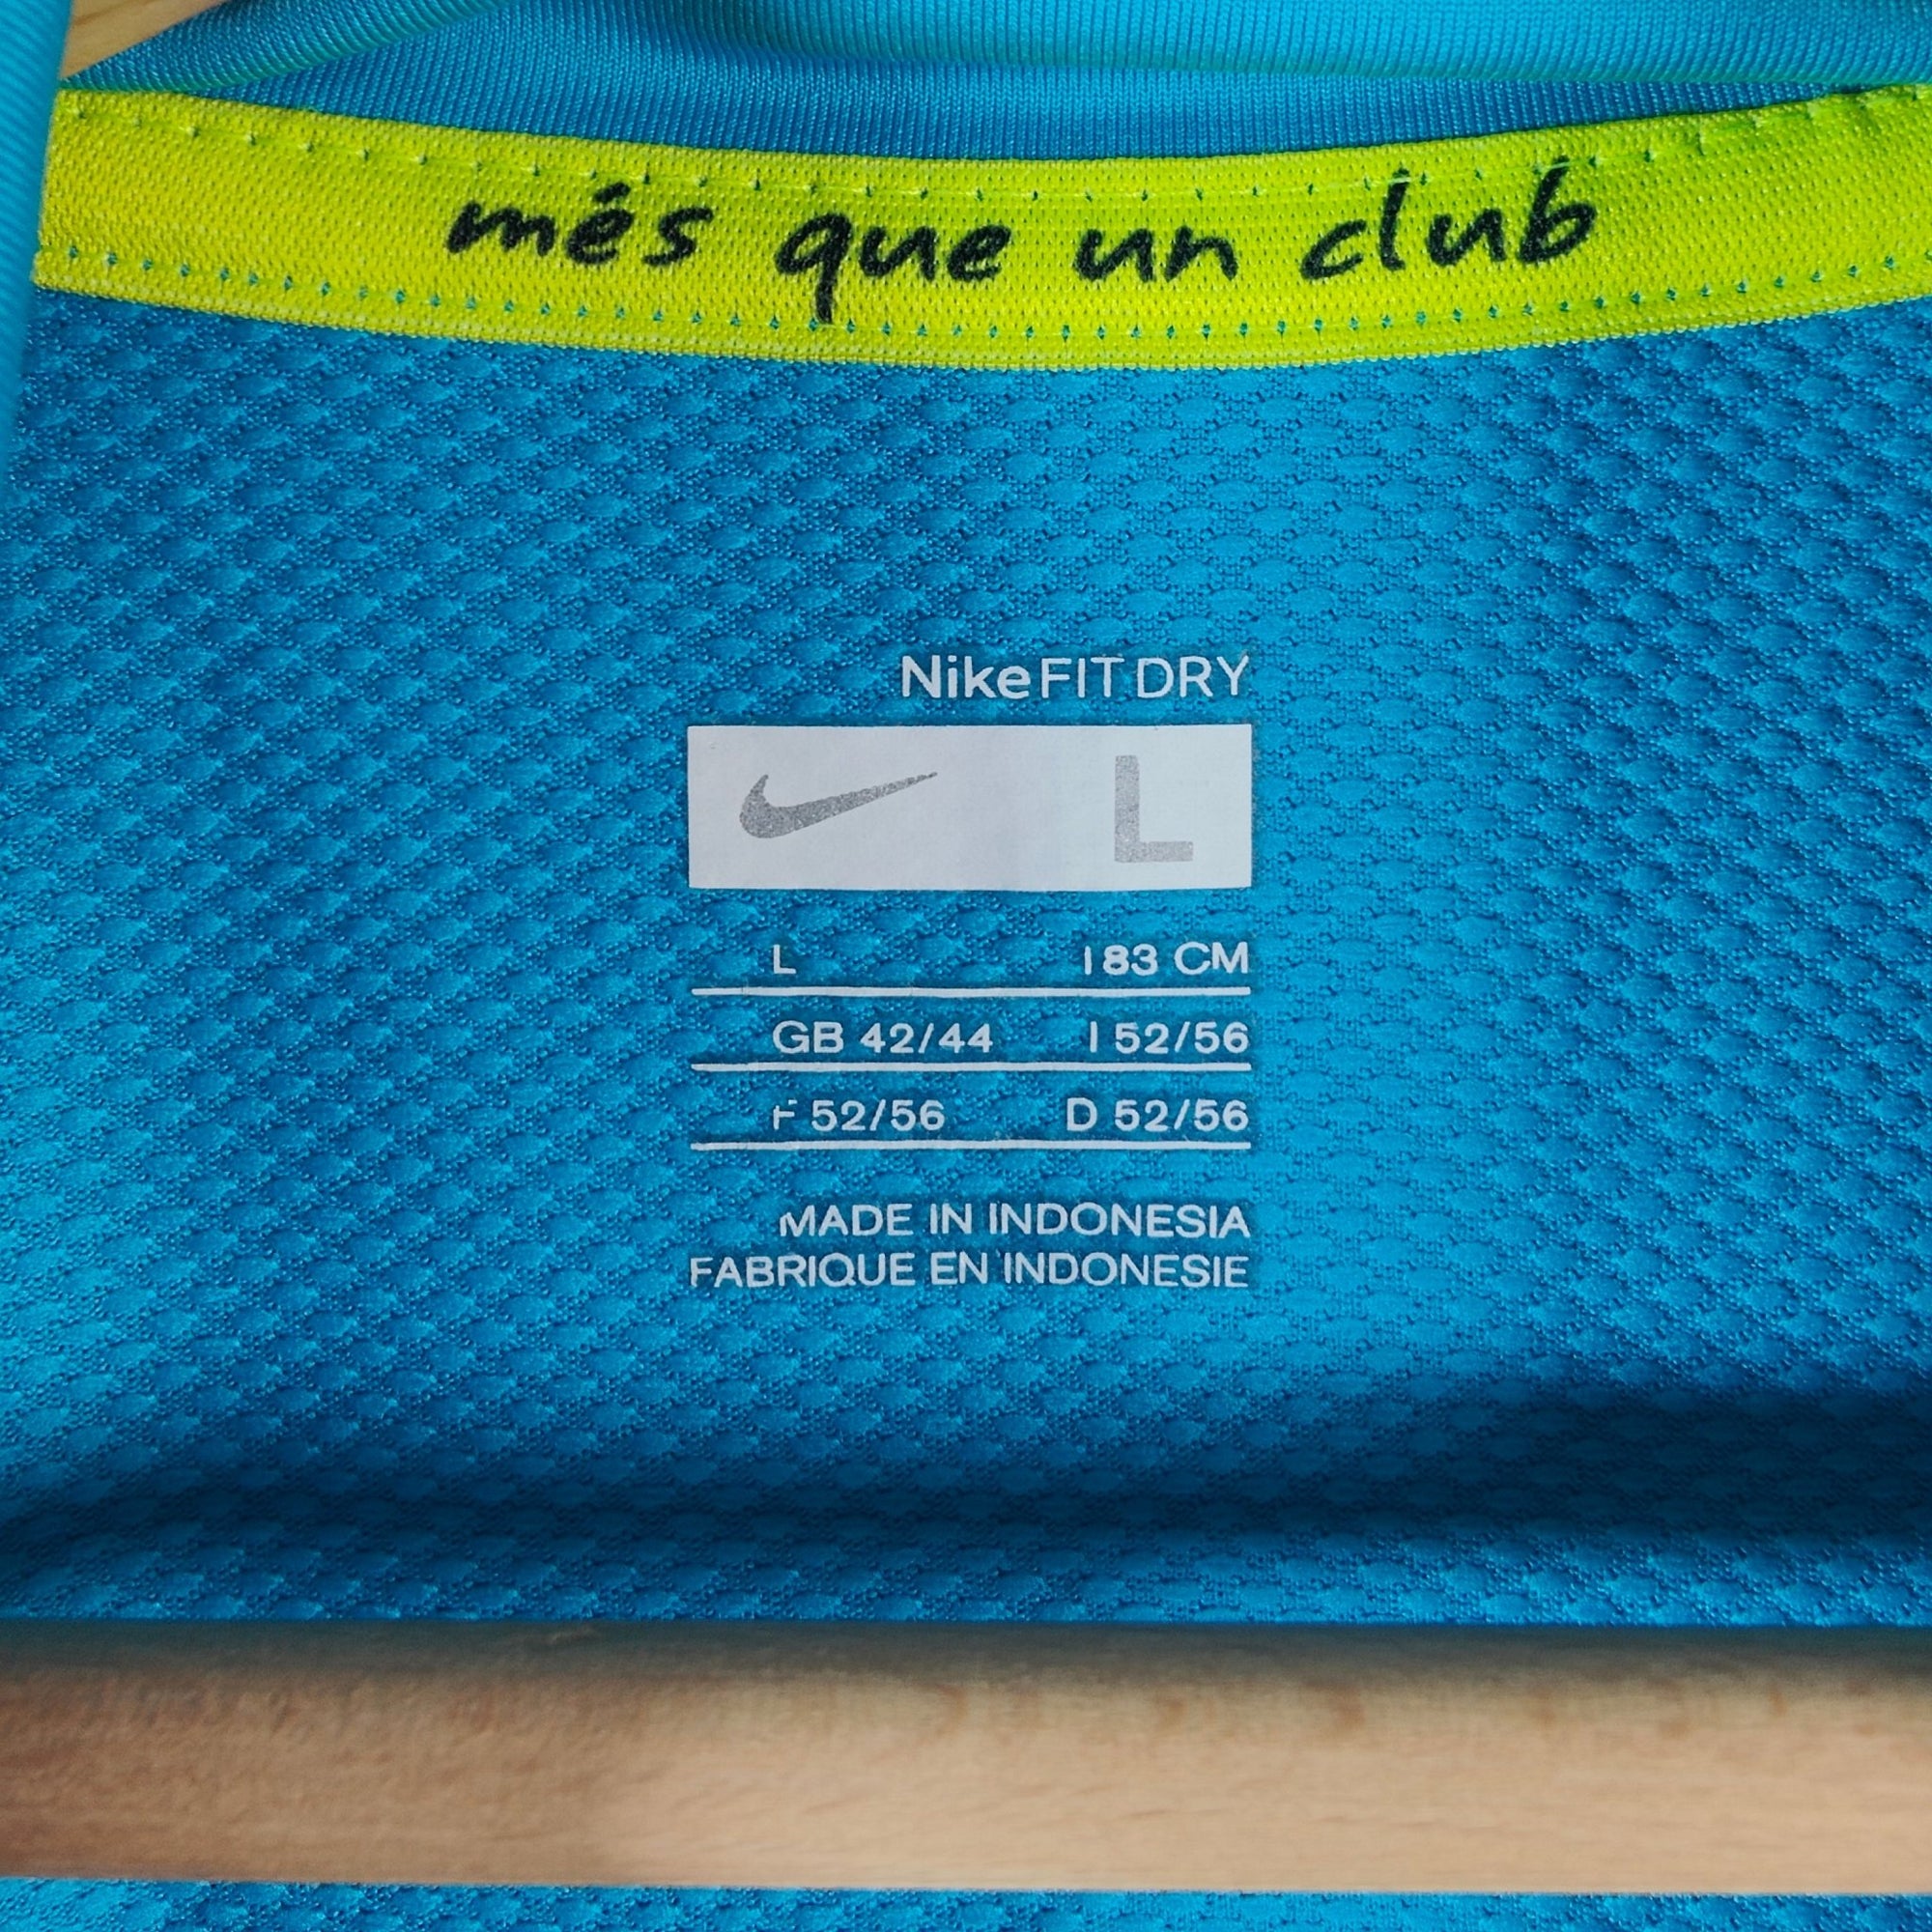 més que un club
NikeFIT DRY
L
L 183 CM
GB 42/44 I 52/56
F 52/56 D 52/56
MADE IN INDONESIA
FABRIQUE EN INDONESIE